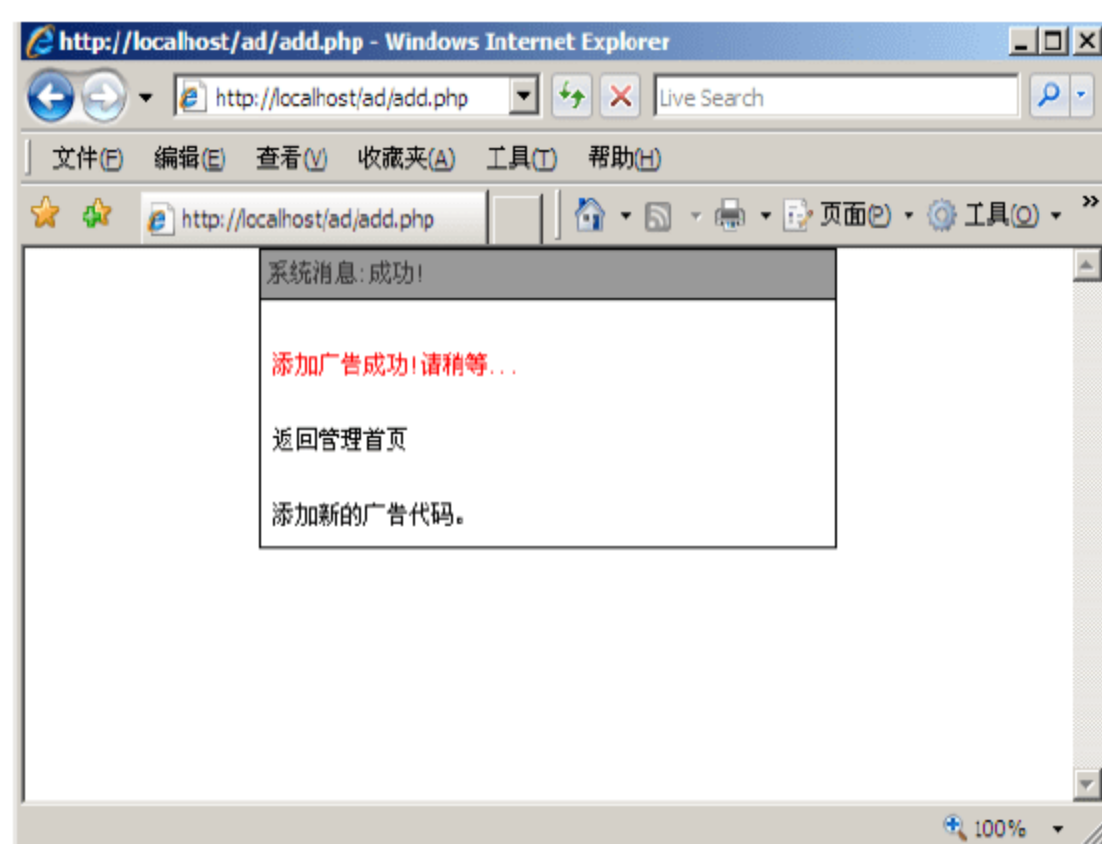 http://localhost/ad/add.php - Windows Internet Explorer
http://localhost/ad/add.php
Live Search
文件(F) 编辑(E) 查看(V) 收藏夹(A) 工具(T) 帮助(H)
http://localhost/ad/add.php
页面(P) 工具(O)
系统消息:成功!
添加广告成功!请稍等...
返回管理首页
添加新的广告代码。
100%